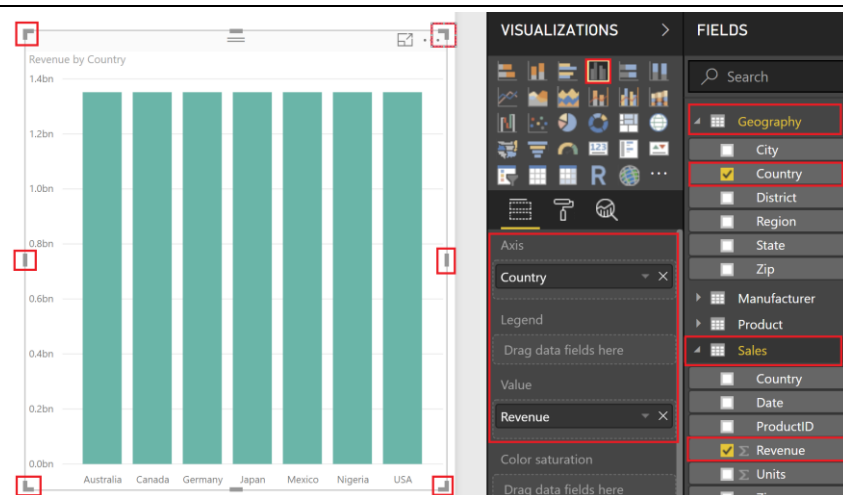 Revenue by Country
1.4bn
1.2bn
1.0bn
0.8bn
0.6bn
0.4bn
0.2bn
0.0bn
Australia Canada Germany Japan Mexico Nigeria USA
VISUALIZATIONS
123
R
Axis
Country
Legend
Drag data fields here
Value
Revenue
Color saturation
Drag data fields here
FIELDS
Search
Geography
City
Country
District
Region
State
Zip
Manufacturer
Product
Sales
Country
Date
ProductID
Σ Revenue
Σ Units